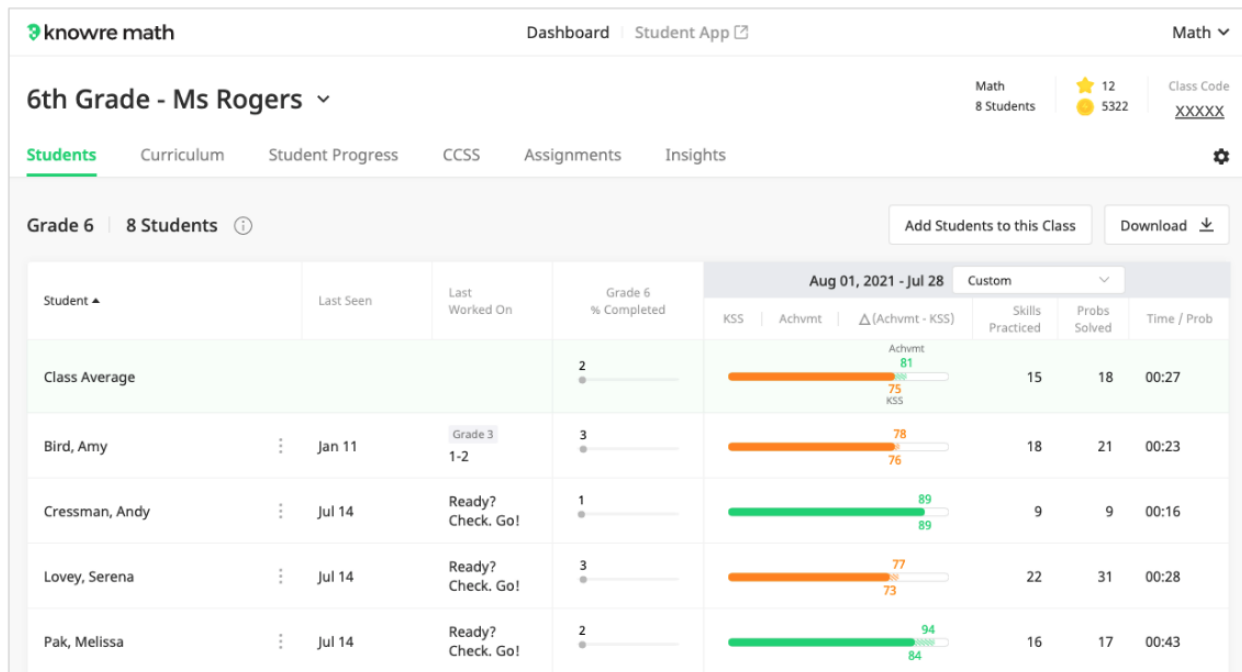 knowre math
Dashboard Student App
Math
6th Grade - Ms Rogers
Math
8 Students
12
5322
Class Code
XXXXX
Students Curriculum Student Progress CCSS Assignments Insights
Grade 6 8 Students
Add Students to this Class Download
Aug 01, 2021 - Jul 28 Custom
Student Last Seen Last Worked On Grade 6 % Completed KSS Achvmt △(Achvmt - KSS) Skills Practiced Probs Solved Time / Prob
Class Average 2 Achvmt 81 75 KSS 15 18 00:27
Bird, Amy Jan 11 Grade 3 1-2 3 78 76 18 21 00:23
Cressman, Andy Jul 14 Ready? Check. Go! 1 89 89 9 9 00:16
Lovey, Serena Jul 14 Ready? Check. Go! 3 77 73 22 31 00:28
Pak, Melissa Jul 14 Ready? Check. Go! 2 94 84 16 17 00:43